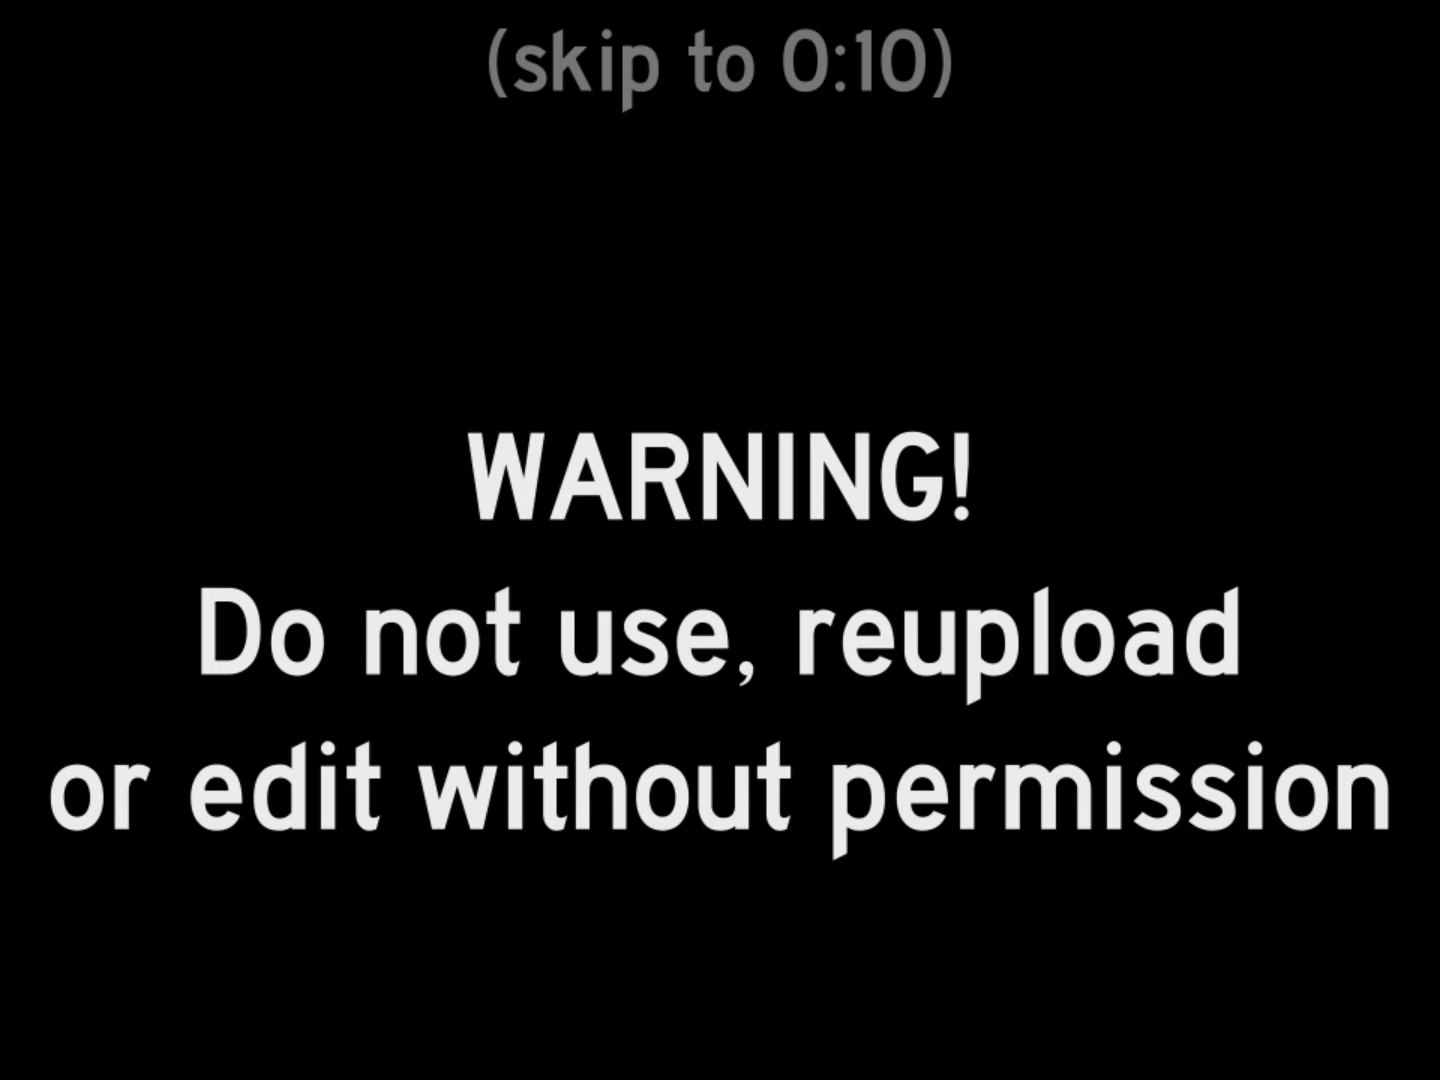 (skip to 0:10)
WARNING!
Do not use, reupload
or edit without permission